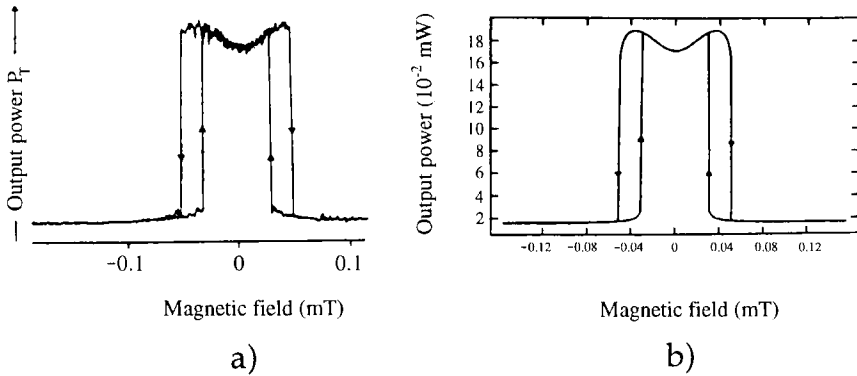 Output power P_T
-0.1 0 0.1
Magnetic field (mT)
a)
Output power (10⁻² mW)
18
16
14
12
10
8
6
4
2
-0.12 -0.08 -0.04 0 0.04 0.08 0.12
Magnetic field (mT)
b)